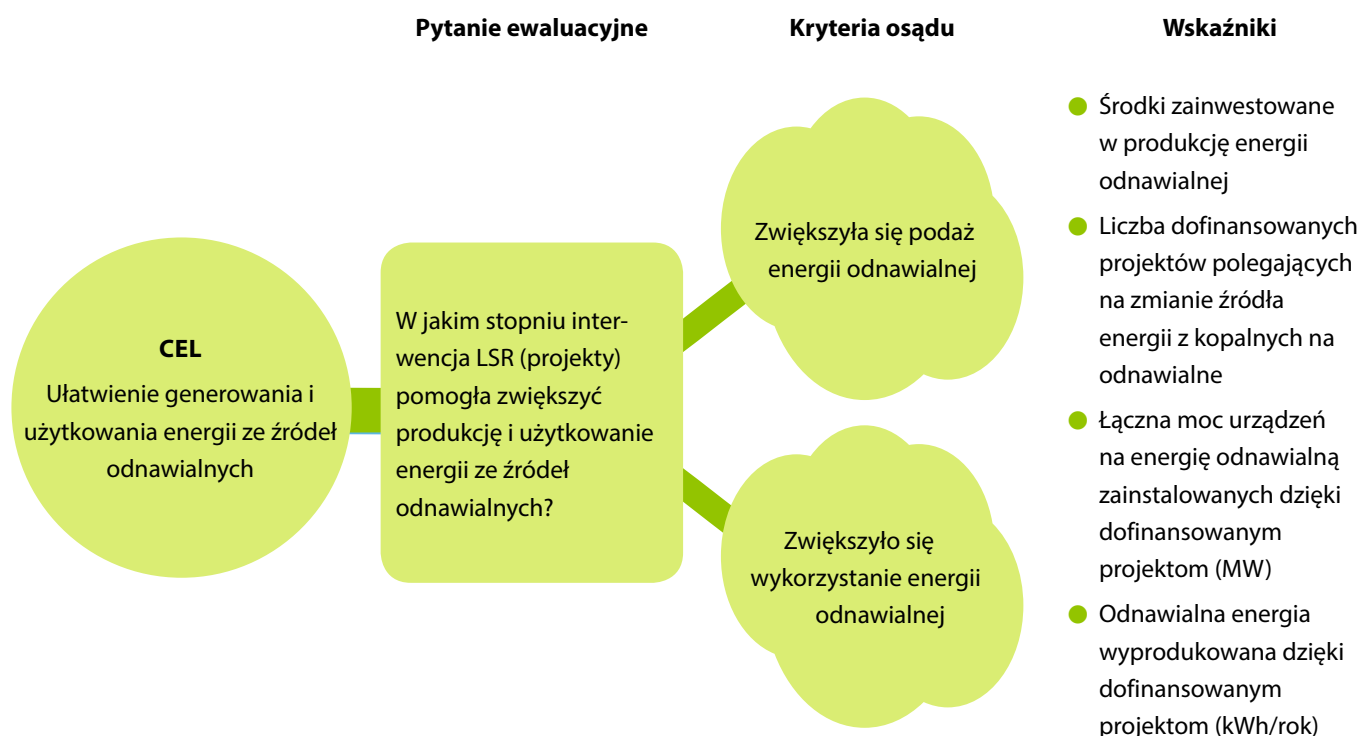 Pytanie ewaluacyjne
Kryteria osądu
Wskaźniki
CEL
Ułatwienie generowania i
użytkowania energii ze źródeł
odnawialnych
W jakim stopniu inter-
wencja LSR (projekty)
pomogła zwiększyć
produkcję i użytkowanie
energii ze źródeł
odnawialnych?
Zwiększyła się podaż
energii odnawialnej
Zwiększyło się
wykorzystanie energii
odnawialnej
Środki zainwestowane
w produkcję energii
odnawialnej
Liczba dofinansowanych
projektów polegających
na zmianie źródła
energii z kopalnych na
odnawialne
Łączna moc urządzeń
na energię odnawialną
zainstalowanych dzięki
dofinansowanym
projektom (MW)
Odnawialna energia
wyprodukowana dzięki
dofinansowanym
projektom (kWh/rok)